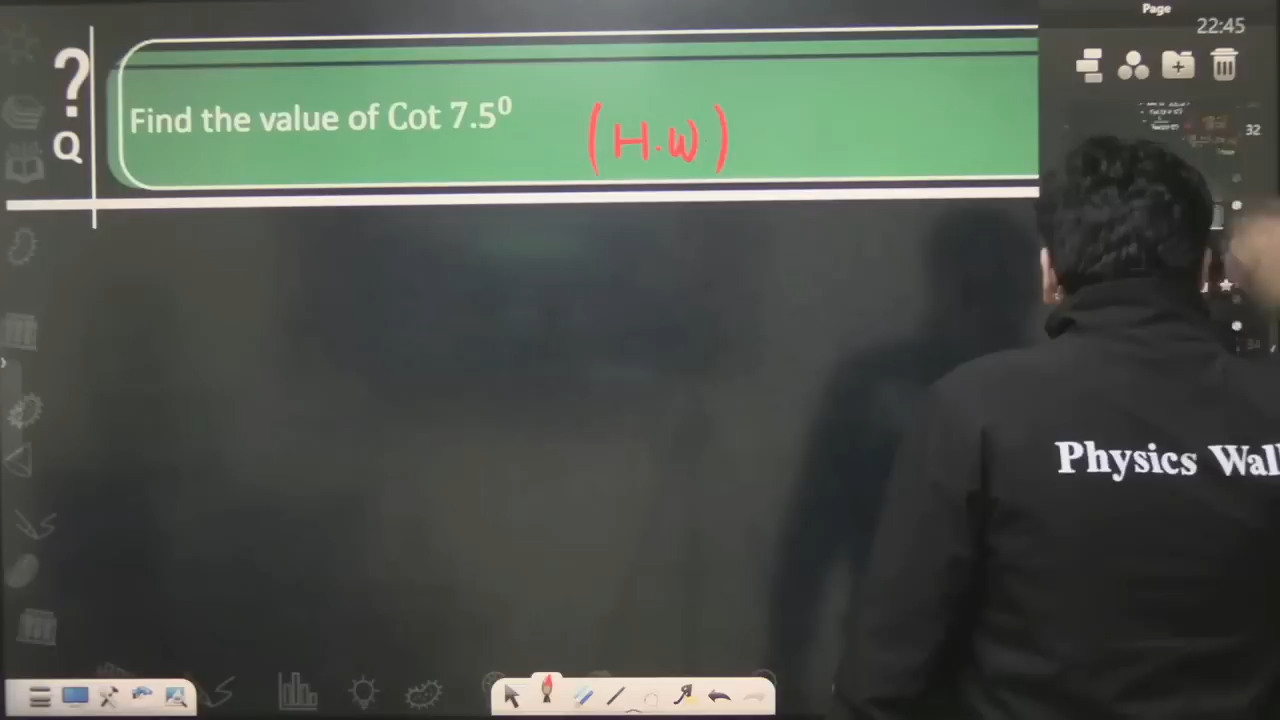 Page
22:45
?
Q
Find the value of Cot 7.5⁰
(H.W)
32
Physics Wall